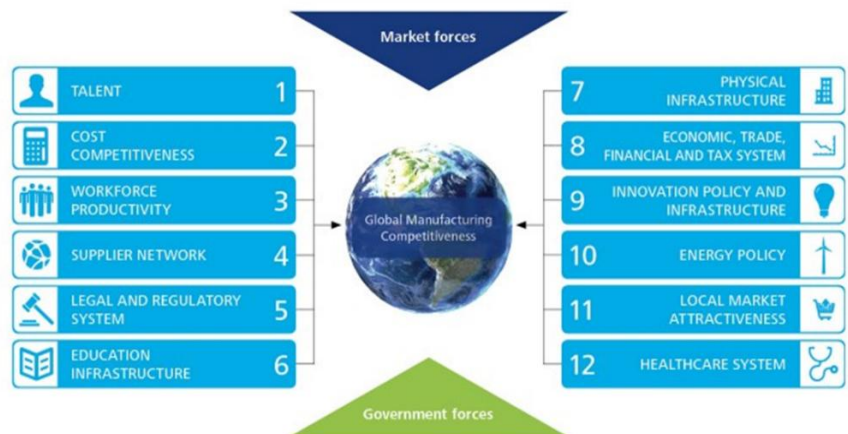 Market forces
TALENT 1
COST
COMPETITIVENESS 2
WORKFORCE
PRODUCTIVITY 3
SUPPLIER NETWORK 4
LEGAL AND REGULATORY
SYSTEM 5
EDUCATION
INFRASTRUCTURE 6
Global Manufacturing
Competitiveness
7 PHYSICAL
INFRASTRUCTURE
8 ECONOMIC, TRADE,
FINANCIAL AND TAX SYSTEM
9 INNOVATION POLICY AND
INFRASTRUCTURE
10 ENERGY POLICY
11 LOCAL MARKET
ATTRACTIVENESS
12 HEALTHCARE SYSTEM
Government forces